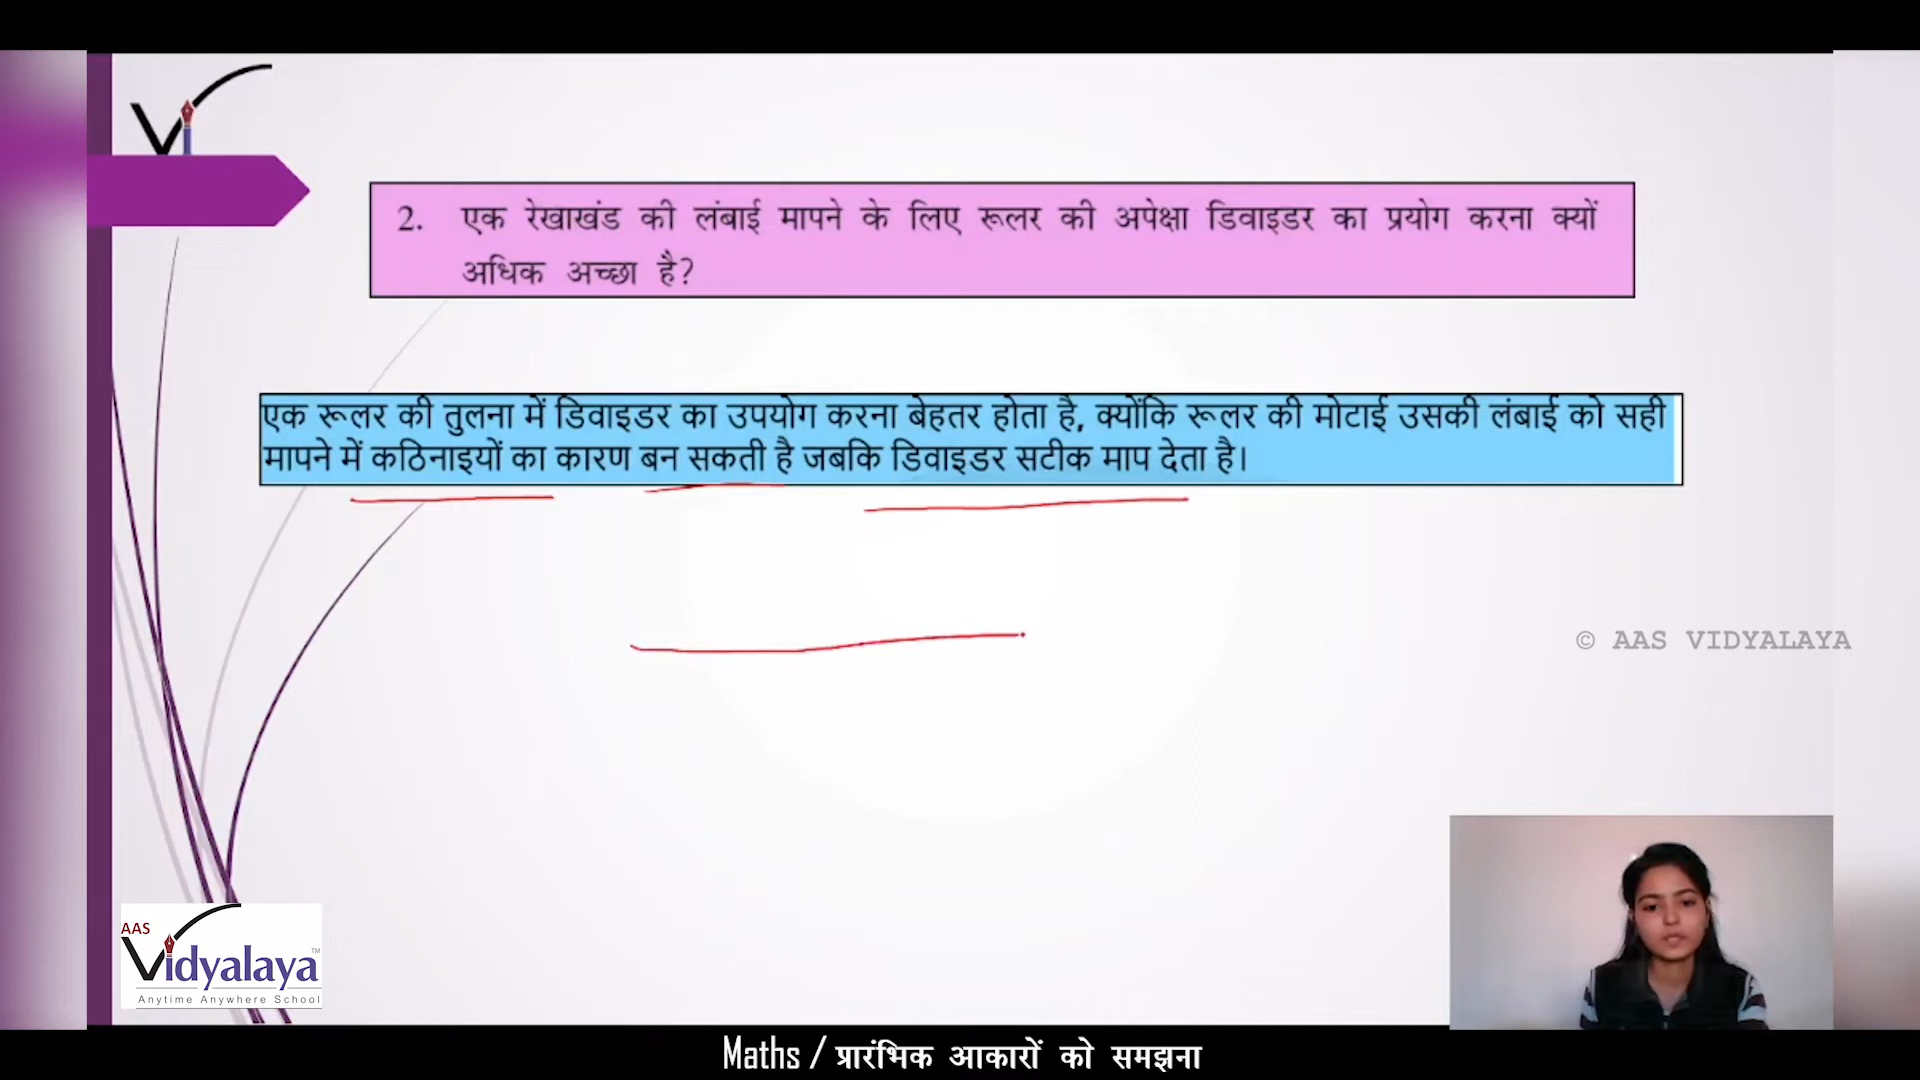 2. एक रेखाखंड की लंबाई मापने के लिए रूलर की अपेक्षा डिवाइडर का प्रयोग करना क्यों
अधिक अच्छा है?
एक रूलर की तुलना में डिवाइडर का उपयोग करना बेहतर होता है, क्योंकि रूलर की मोटाई उसकी लंबाई को सही
मापने में कठिनाइयों का कारण बन सकती है जबकि डिवाइडर सटीक माप देता है।
© AAS VIDYALAYA
AAS
Vidyalaya™
Anytime Anywhere School
Maths / प्रारंभिक आकारों को समझना